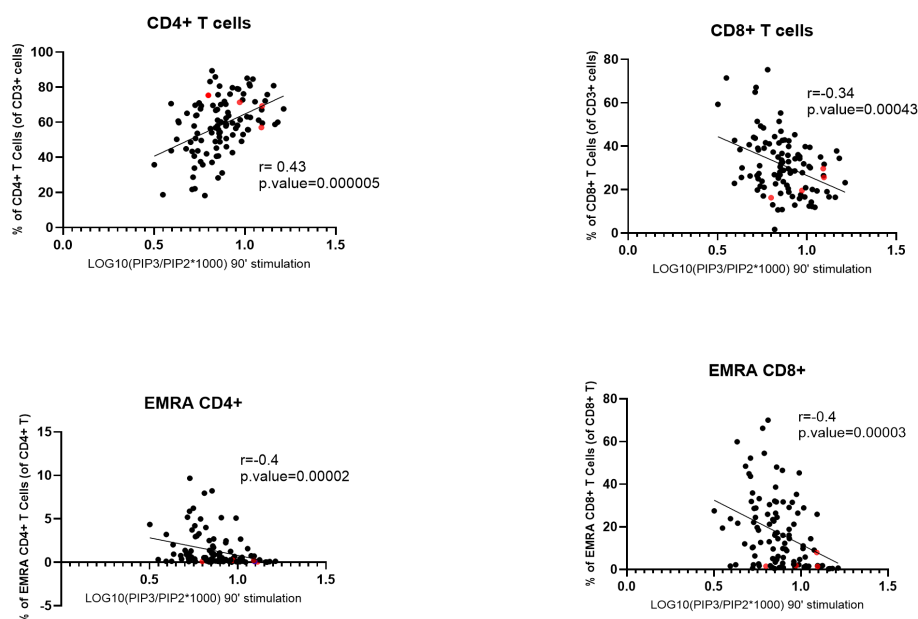 CD4+ T cells
% of CD4+ T Cells (of CD3+ cells)
100
80
60
40
20
0
0.0
0.5
1.0
1.5
r= 0.43
p.value=0.000005
LOG10(PIP3/PIP2*1000) 90' stimulation
CD8+ T cells
% of CD8+ T Cells (of CD3+ cells)
80
60
40
20
0
0.0
0.5
1.0
1.5
r=-0.34
p.value=0.00043
LOG10(PIP3/PIP2*1000) 90' stimulation
EMRA CD4+
% of EMRA CD4+ T Cells (of CD4+ T)
15
10
5
0
-5
0.5
1.0
1.5
r=-0.4
p.value=0.00002
LOG10(PIP3/PIP2*1000) 90' stimulation
EMRA CD8+
% of EMRA CD8+ T Cells (of CD8+ T)
80
60
40
20
0
0.0
0.5
1.0
1.5
r=-0.4
p.value=0.00003
LOG10(PIP3/PIP2*1000) 90' stimulation